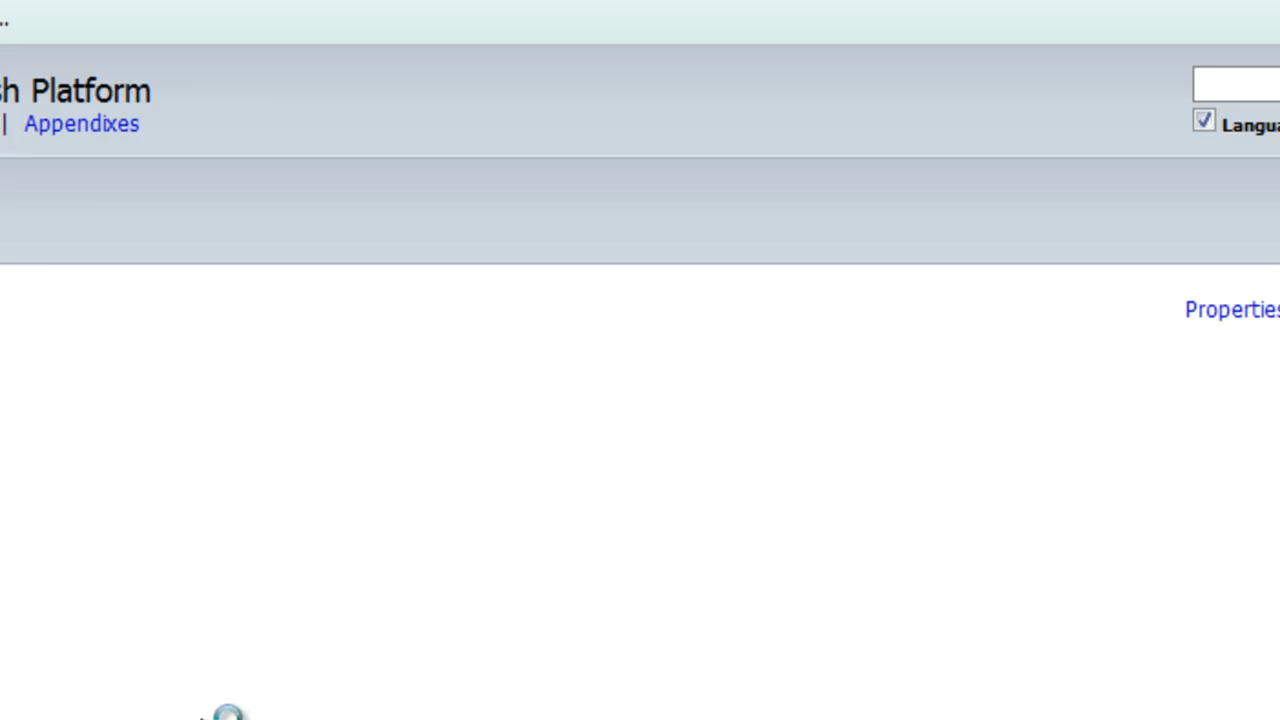 ..
sh Platform
| Appendixes
Langua
Properties